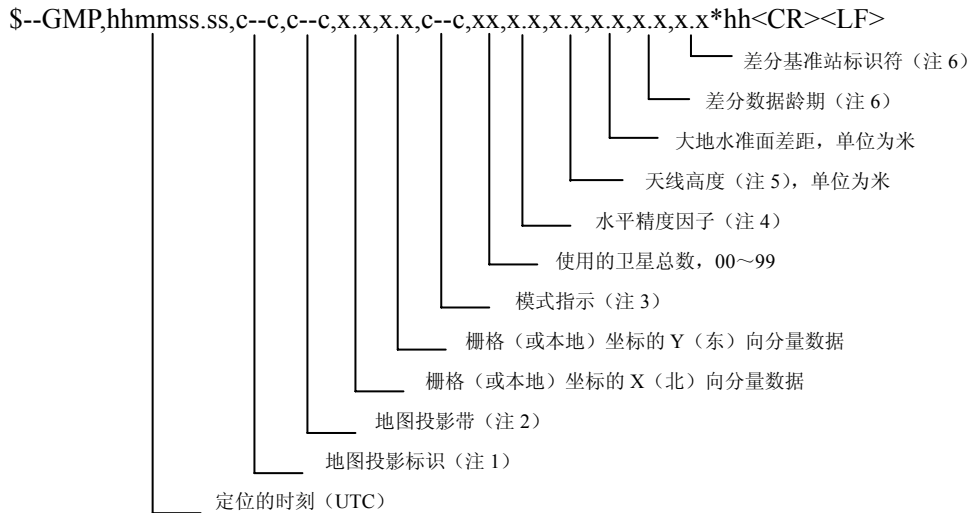 $--GMP,hhmmss.ss,c--c,c--c,x.x,x.x,c--c,xx,x.x,x.x,x.x,x.x,x.x*hh<CR><LF>
差分基准站标识符（注 6）
差分数据龄期（注 6）
大地水准面差距，单位为米
天线高度（注 5），单位为米
水平精度因子（注 4）
使用的卫星总数，00～99
模式指示（注 3）
栅格（或本地）坐标的 Y（东）向分量数据
栅格（或本地）坐标的 X（北）向分量数据
地图投影带（注 2）
地图投影标识（注 1）
定位的时刻（UTC）